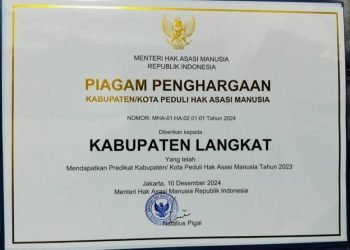 MENTERI HAK ASASI MANUSIA
REPUBLIK INDONESIA
PIAGAM PENGHARGAAN
KABUPATEN/KOTA PEDULI HAK ASASI MANUSIA
NOMOR: MHA-01.HA.02.01.01 Tahun 2024
Diberikan kepada :
KABUPATEN LANGKAT
Yang telah :
Mendapatkan Predikat Kabupaten/ Kota Peduli Hak Asasi Manusia Tahun 2023
Jakarta, 10 Desember 2024
Menteri Hak Asasi Manusia Republik Indonesia
Natalius Pigai